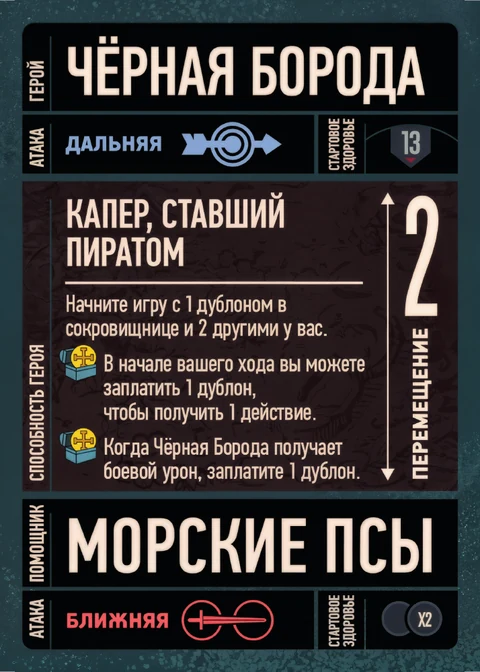 ГЕРОЙ
ЧЁРНАЯ БОРОДА
АТАКА
ДАЛЬНЯЯ
СТАРТОВОЕ
ЗДОРОВЬЕ
13
СПОСОБНОСТЬ ГЕРОЯ
КАПЕР, СТАВШИЙ
ПИРАТОМ
Начните игру с 1 дублоном в
сокровищнице и 2 другими у вас.
В начале вашего хода вы можете
заплатить 1 дублон,
чтобы получить 1 действие.
Когда Чёрная Борода получает
боевой урон, заплатите 1 дублон.
2
ПЕРЕМЕЩЕНИЕ
ПОМОЩНИК
МОРСКИЕ ПСЫ
АТАКА
БЛИЖНЯЯ
СТАРТОВОЕ
ЗДОРОВЬЕ
X2